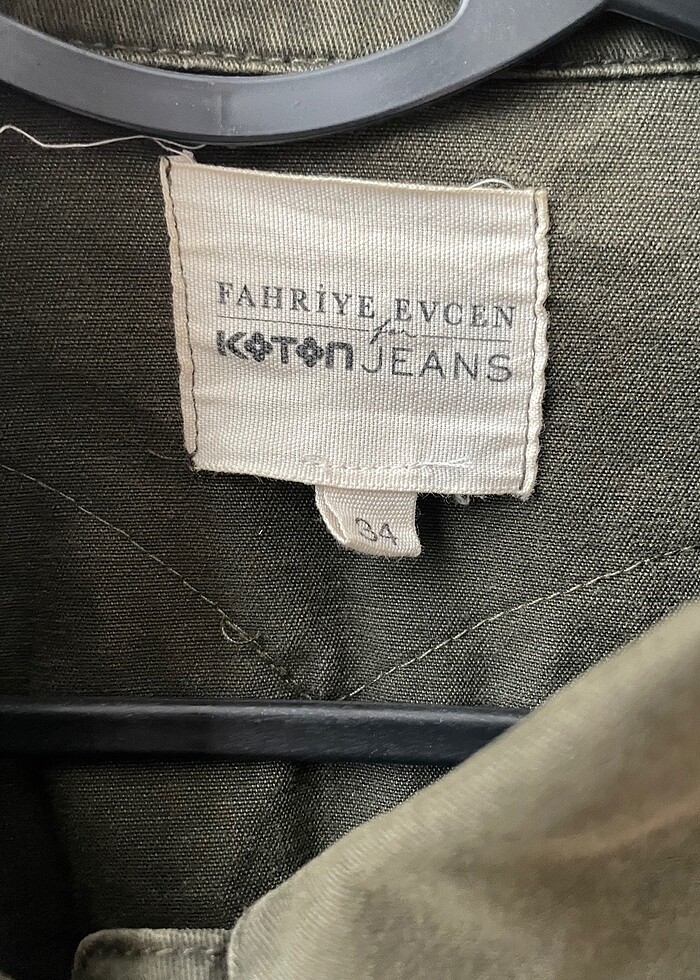 FAHRİYE EVCEN
for
KOTON JEANS
34